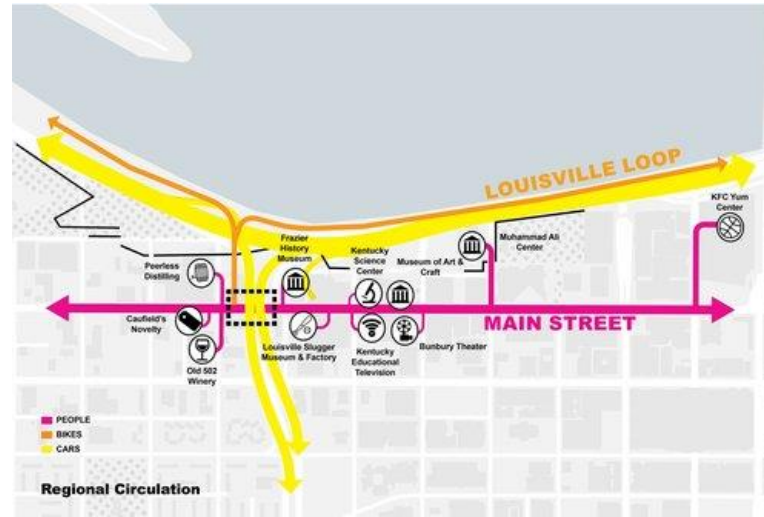 LOUISVILLE LOOP
KFC Yum
Center
Frazier
History
Museum
Kentucky
Science
Center
Museum of Art &
Craft
Muhammad Ali
Center
Peerless
Distilling
Caufield's
Novelty
Old 502
Winery
Louisville Slugger
Museum & Factory
Kentucky
Educational
Television
Bunbury Theater
MAIN STREET
PEOPLE
BIKES
CARS
Regional Circulation